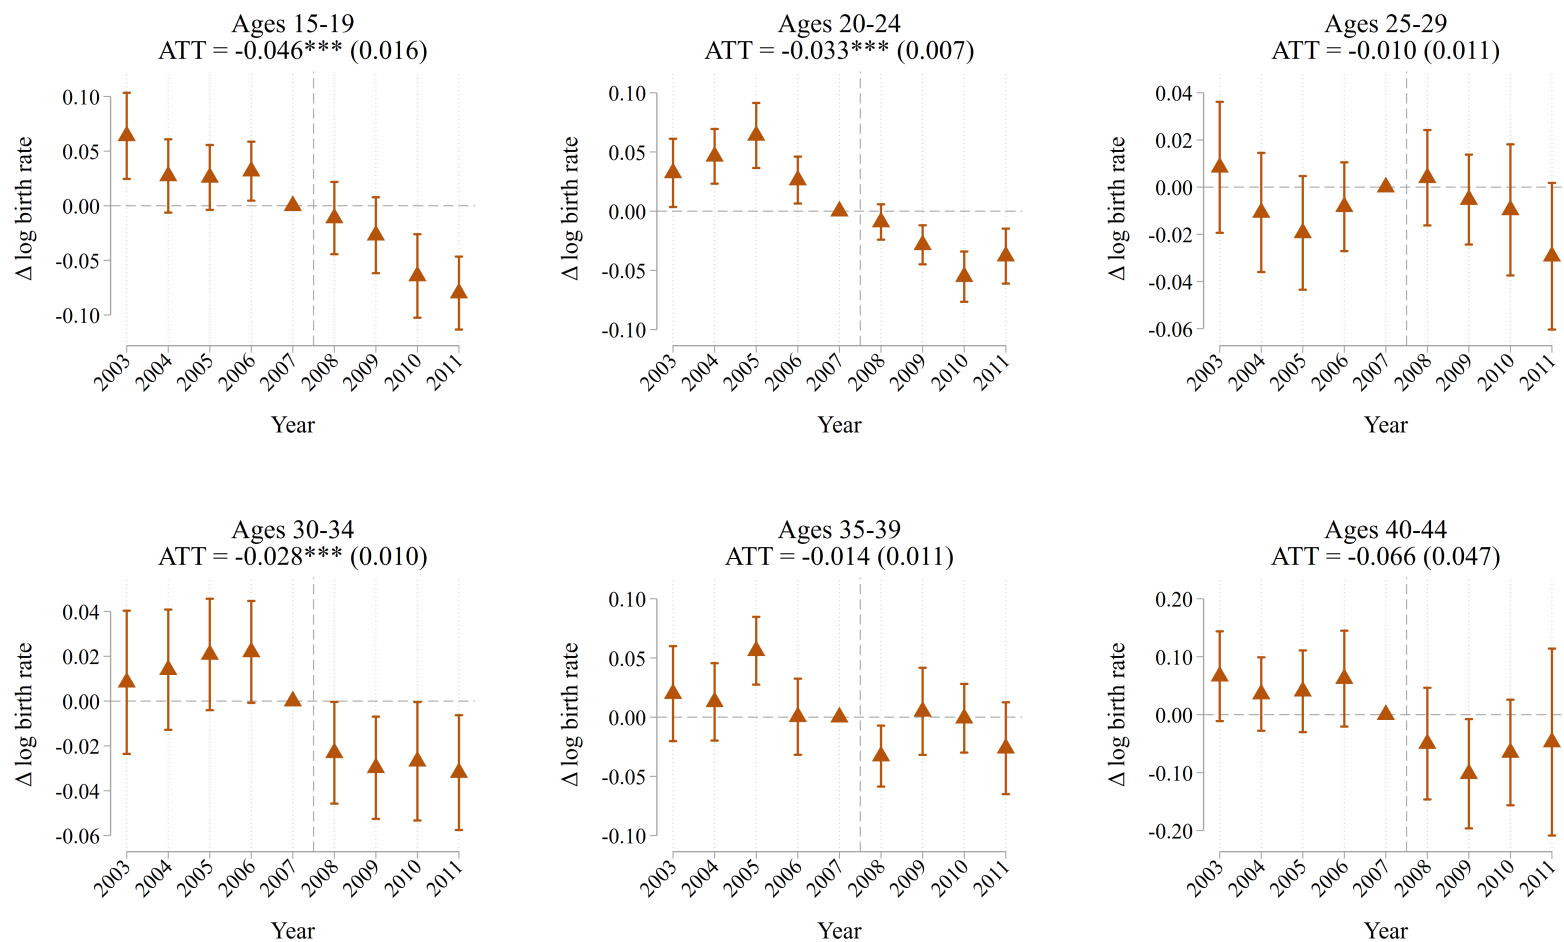 Ages 15-19
ATT = -0.046*** (0.016)
Δ log birth rate
0.10
0.05
0.00
-0.05
-0.10
2003 2004 2005 2006 2007 2008 2009 2010 2011
Year
Ages 20-24
ATT = -0.033*** (0.007)
Δ log birth rate
0.10
0.05
0.00
-0.05
-0.10
2003 2004 2005 2006 2007 2008 2009 2010 2011
Year
Ages 25-29
ATT = -0.010 (0.011)
Δ log birth rate
0.04
0.02
0.00
-0.02
-0.04
-0.06
2003 2004 2005 2006 2007 2008 2009 2010 2011
Year
Ages 30-34
ATT = -0.028*** (0.010)
Δ log birth rate
0.04
0.02
0.00
-0.02
-0.04
-0.06
2003 2004 2005 2006 2007 2008 2009 2010 2011
Year
Ages 35-39
ATT = -0.014 (0.011)
Δ log birth rate
0.10
0.05
0.00
-0.05
-0.10
2003 2004 2005 2006 2007 2008 2009 2010 2011
Year
Ages 40-44
ATT = -0.066 (0.047)
Δ log birth rate
0.20
0.10
0.00
-0.10
-0.20
2003 2004 2005 2006 2007 2008 2009 2010 2011
Year